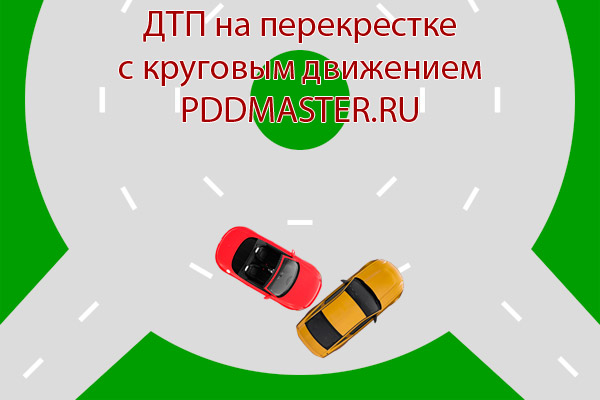 ДТП на перекрестке
с круговым движением
PDDMASTER.RU